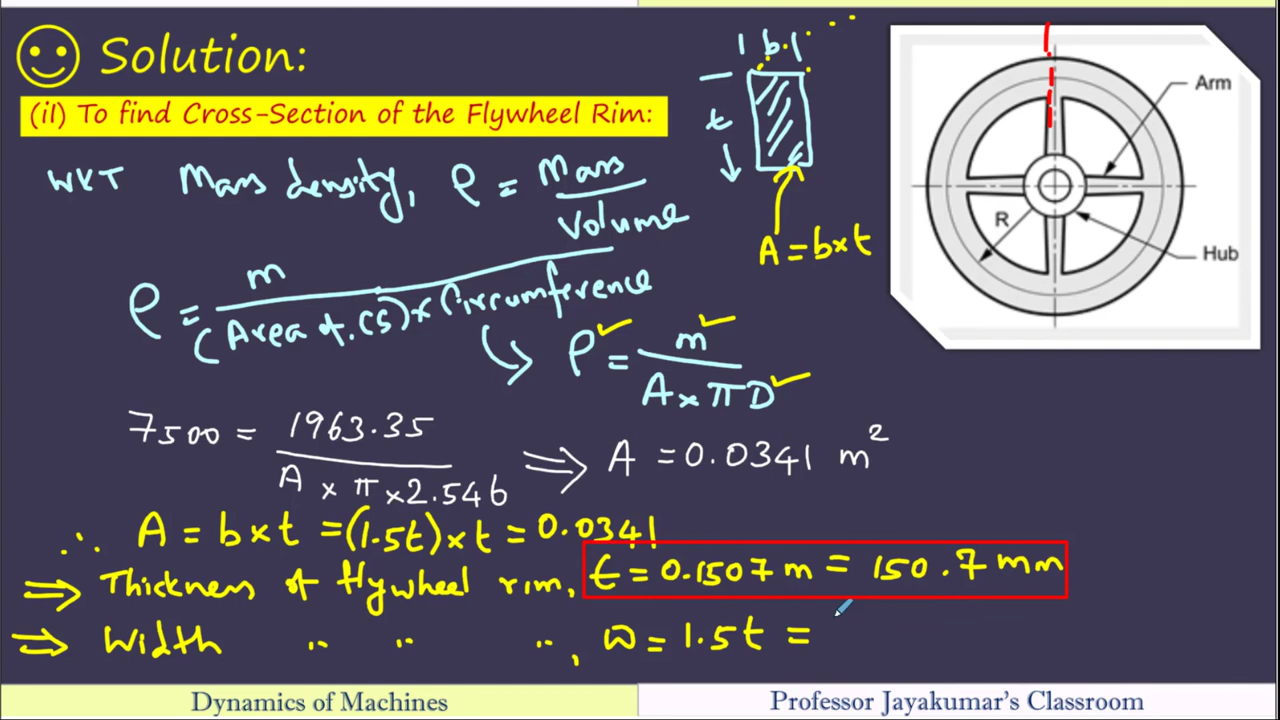 Solution:
(ii) To find Cross-Section of the Flywheel Rim:
WKT Mass density, ρ = Mass / Volume
ρ = m / (Area of CS) × Circumference
ρ = m / A × πD
b
t
A = b×t
Arm
R
Hub
7500 = 1963.35 / A × π × 2.546 ⇒ A = 0.0341 m²
∴ A = b×t = (1.5t)×t = 0.0341
⇒ Thickness of flywheel rim, t = 0.1507 m = 150.7 mm
⇒ Width " " ", w = 1.5t =
Dynamics of Machines
Professor Jayakumar's Classroom